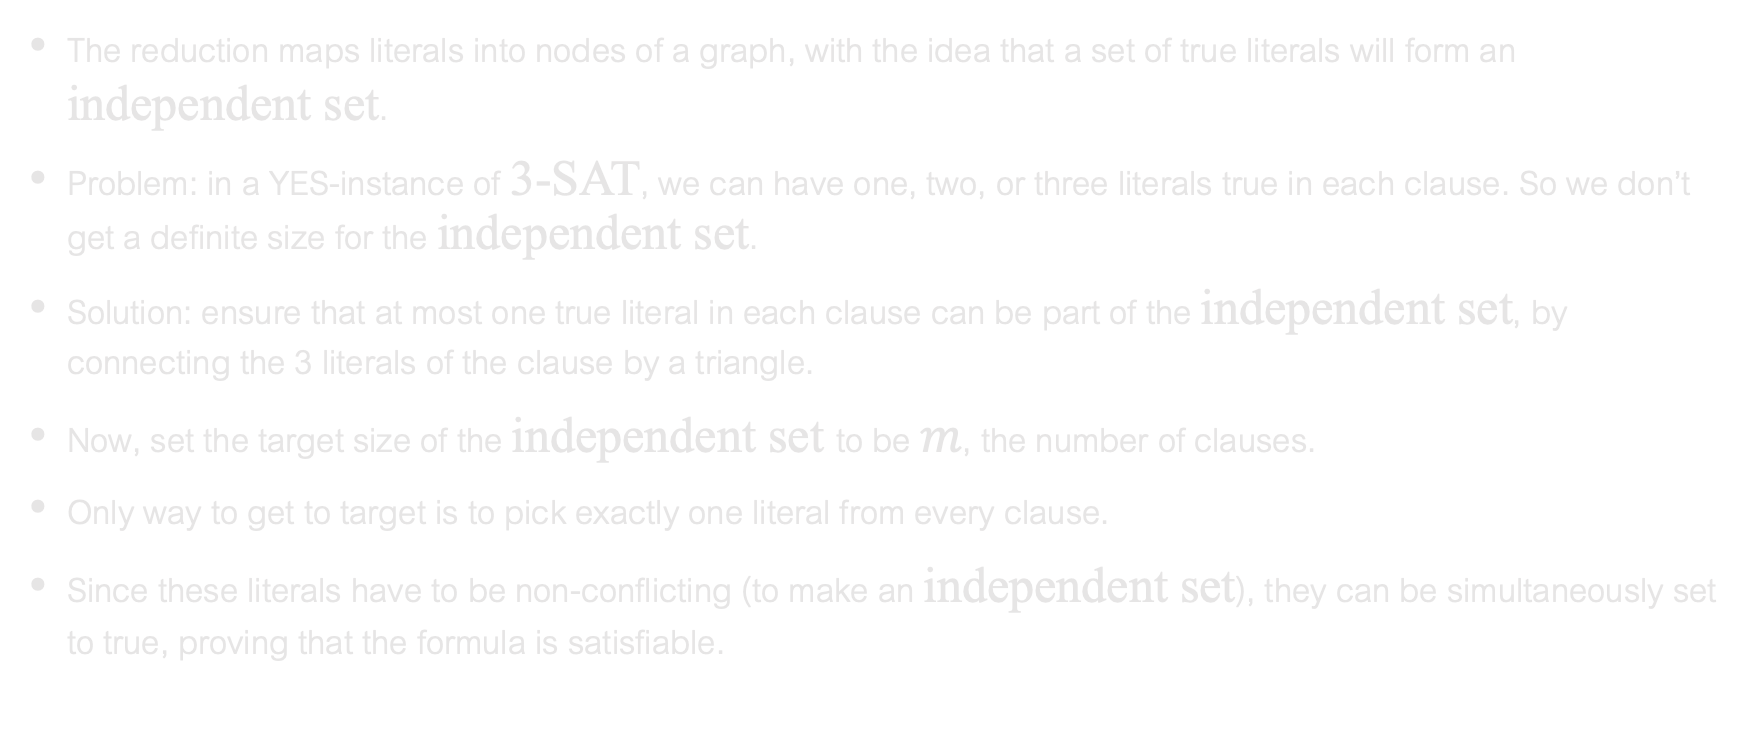 • The reduction maps literals into nodes of a graph, with the idea that a set of true literals will form an
independent set.
• Problem: in a YES-instance of 3-SAT, we can have one, two, or three literals true in each clause. So we don't
get a definite size for the independent set.
• Solution: ensure that at most one true literal in each clause can be part of the independent set, by
connecting the 3 literals of the clause by a triangle.
• Now, set the target size of the independent set to be m, the number of clauses.
• Only way to get to target is to pick exactly one literal from every clause.
• Since these literals have to be non-conflicting (to make an independent set), they can be simultaneously set
to true, proving that the formula is satisfiable.